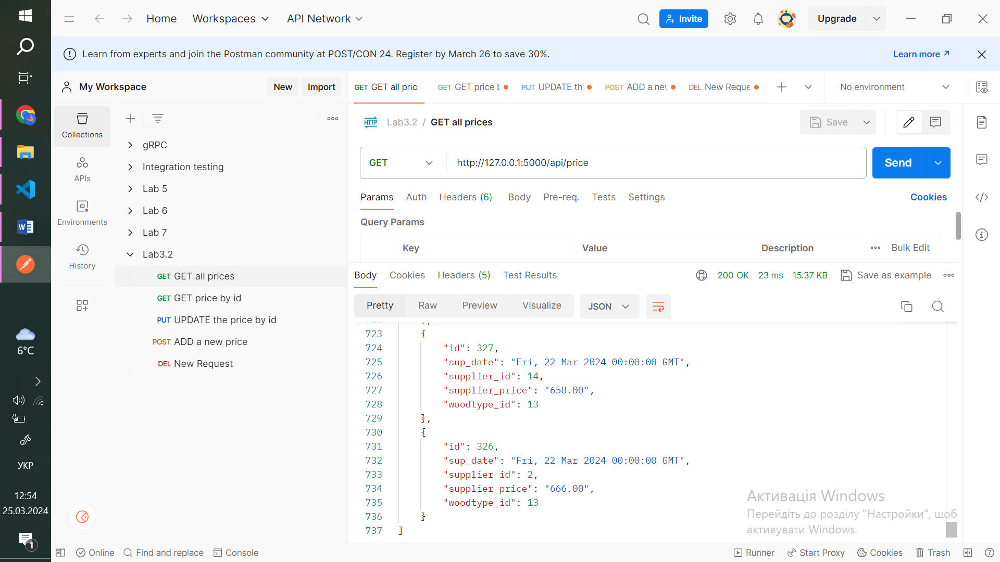 Home
Workspaces
API Network
Invite
Upgrade
Learn from experts and join the Postman community at POST/CON 24. Register by March 26 to save 30%.
Learn more
My Workspace
New
Import
GET GET all pric
GET GET price
PUT UPDATE th
POST ADD a ne
DEL New Reque
No environment
Collections
APIs
Environments
History
gRPC
Integration testing
Lab 5
Lab 6
Lab 7
Lab3.2
GET GET all prices
GET GET price by id
PUT UPDATE the price by id
POST ADD a new price
DEL New Request
HTTP Lab3.2 / GET all prices
Save
GET
http://127.0.0.1:5000/api/price
Send
Params Auth Headers (6) Body Pre-req. Tests Settings
Cookies
Query Params
Key Value Description Bulk Edit
Body Cookies Headers (5) Test Results
200 OK 23 ms 15.37 KB Save as example
Pretty Raw Preview Visualize JSON
723 {
724 "id": 327,
725 "sup_date": "Fri, 22 Mar 2024 00:00:00 GMT",
726 "supplier_id": 14,
727 "supplier_price": "658.00",
728 "woodtype_id": 13
729 },
730 {
731 "id": 326,
732 "sup_date": "Fri, 22 Mar 2024 00:00:00 GMT",
733 "supplier_id": 2,
734 "supplier_price": "666.00",
735 "woodtype_id": 13
736 }
737 ]
Активація Windows
Перейдіть до розділу "Настройки", щоб
активувати Windows.
6°C
УКР
12:54
25.03.2024
1
Online
Find and replace
Console
Runner
Start Proxy
Cookies
Trash